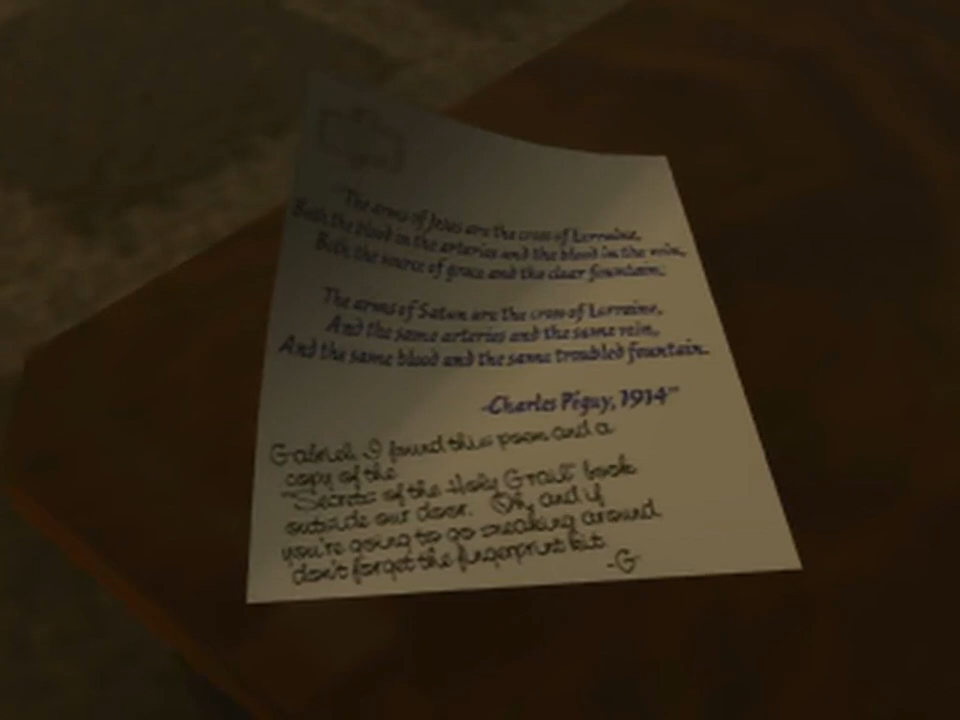 "The arms of Jesus are the cross of Lorraine,
Both the blood in the arteries and the blood in the vein,
Both the source of grace and the clear fountain;
The arms of Satan are the cross of Lorraine,
And the same arteries and the same vein,
And the same blood and the same troubled fountain.
-Charles Péguy, 1914"
Gabriel. I found this poem and a
copy of the
"Secrets of the Holy Grail" book
outside our door. Oh, and if
you're going to go sneaking around
don't forget the fingerprint kit.
-G